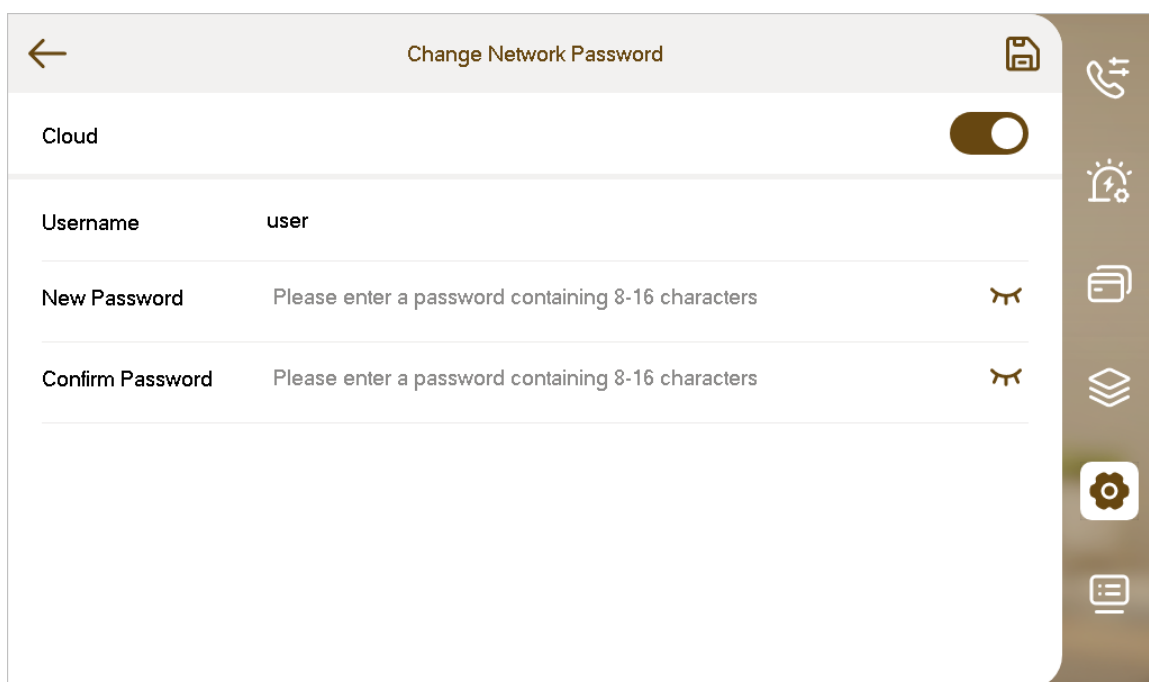 Change Network Password
Cloud
Username user
New Password Please enter a password containing 8-16 characters
Confirm Password Please enter a password containing 8-16 characters